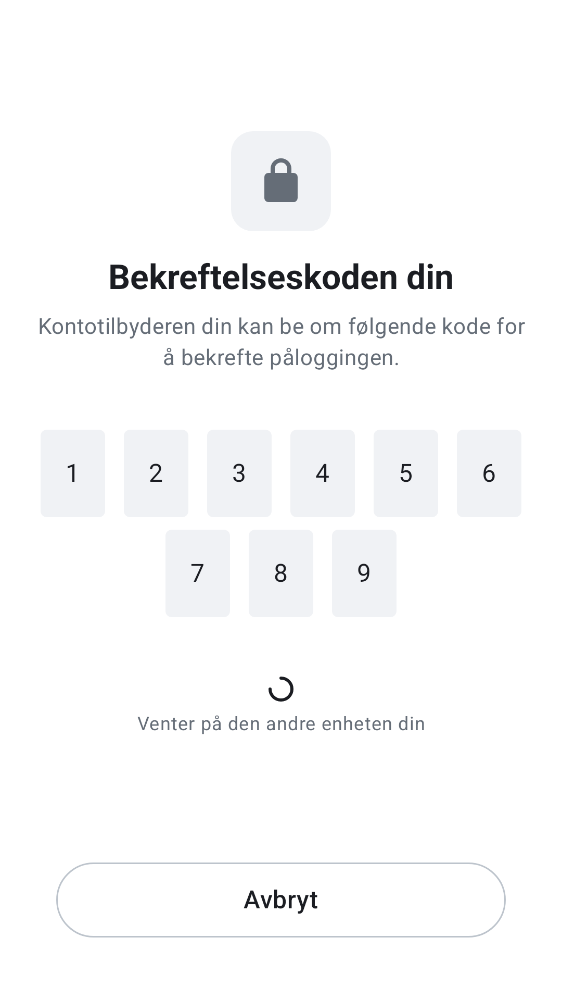 Bekreftelseskoden din
Kontotilbyderen din kan be om følgende kode for
å bekrefte påloggingen.
1 2 3 4 5 6
7 8 9
Venter på den andre enheten din
Avbryt